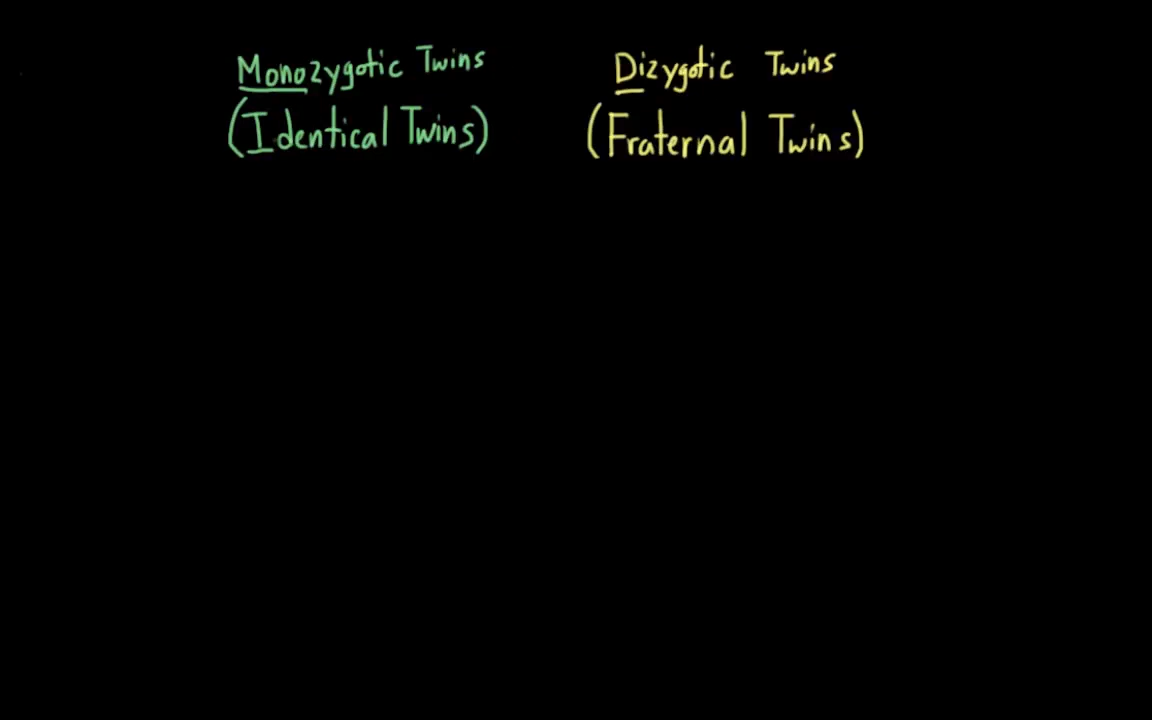 Monozygotic Twins
(Identical Twins)
Dizygotic Twins
(Fraternal Twins)